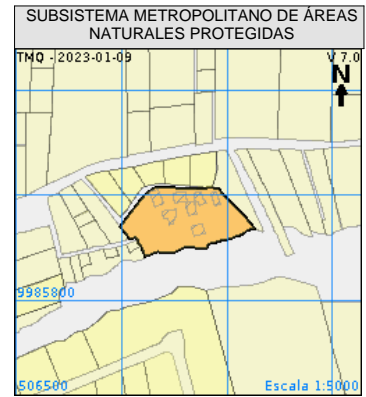 SUBSISTEMA METROPOLITANO DE ÁREAS
NATURALES PROTEGIDAS
TMQ - 2023-01-09 V 7.0
N
9985800
506500 Escala 1:5000